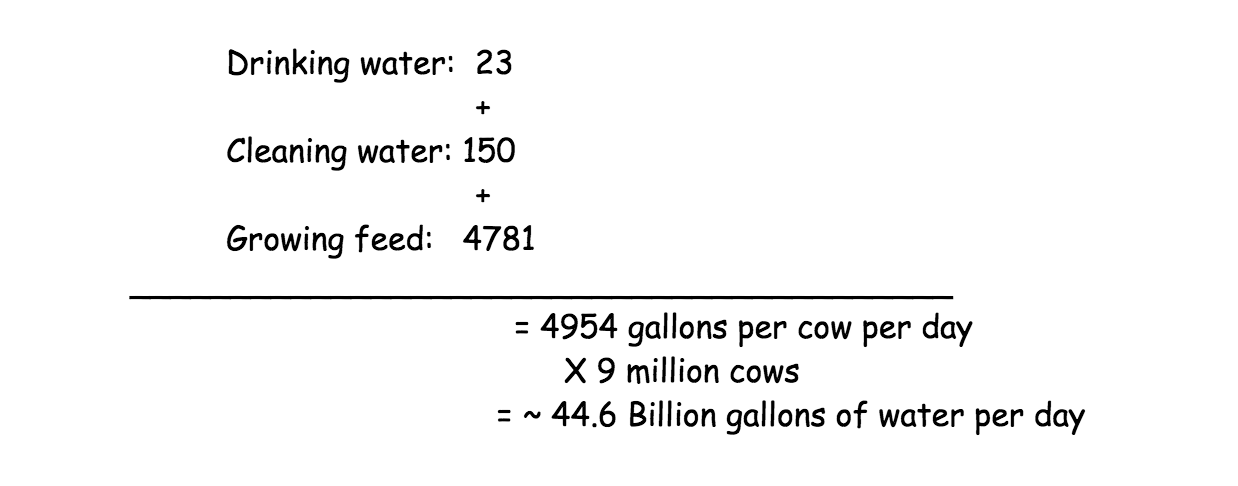 Drinking water: 23
+
Cleaning water: 150
+
Growing feed: 4781
= 4954 gallons per cow per day
X 9 million cows
= ~ 44.6 Billion gallons of water per day